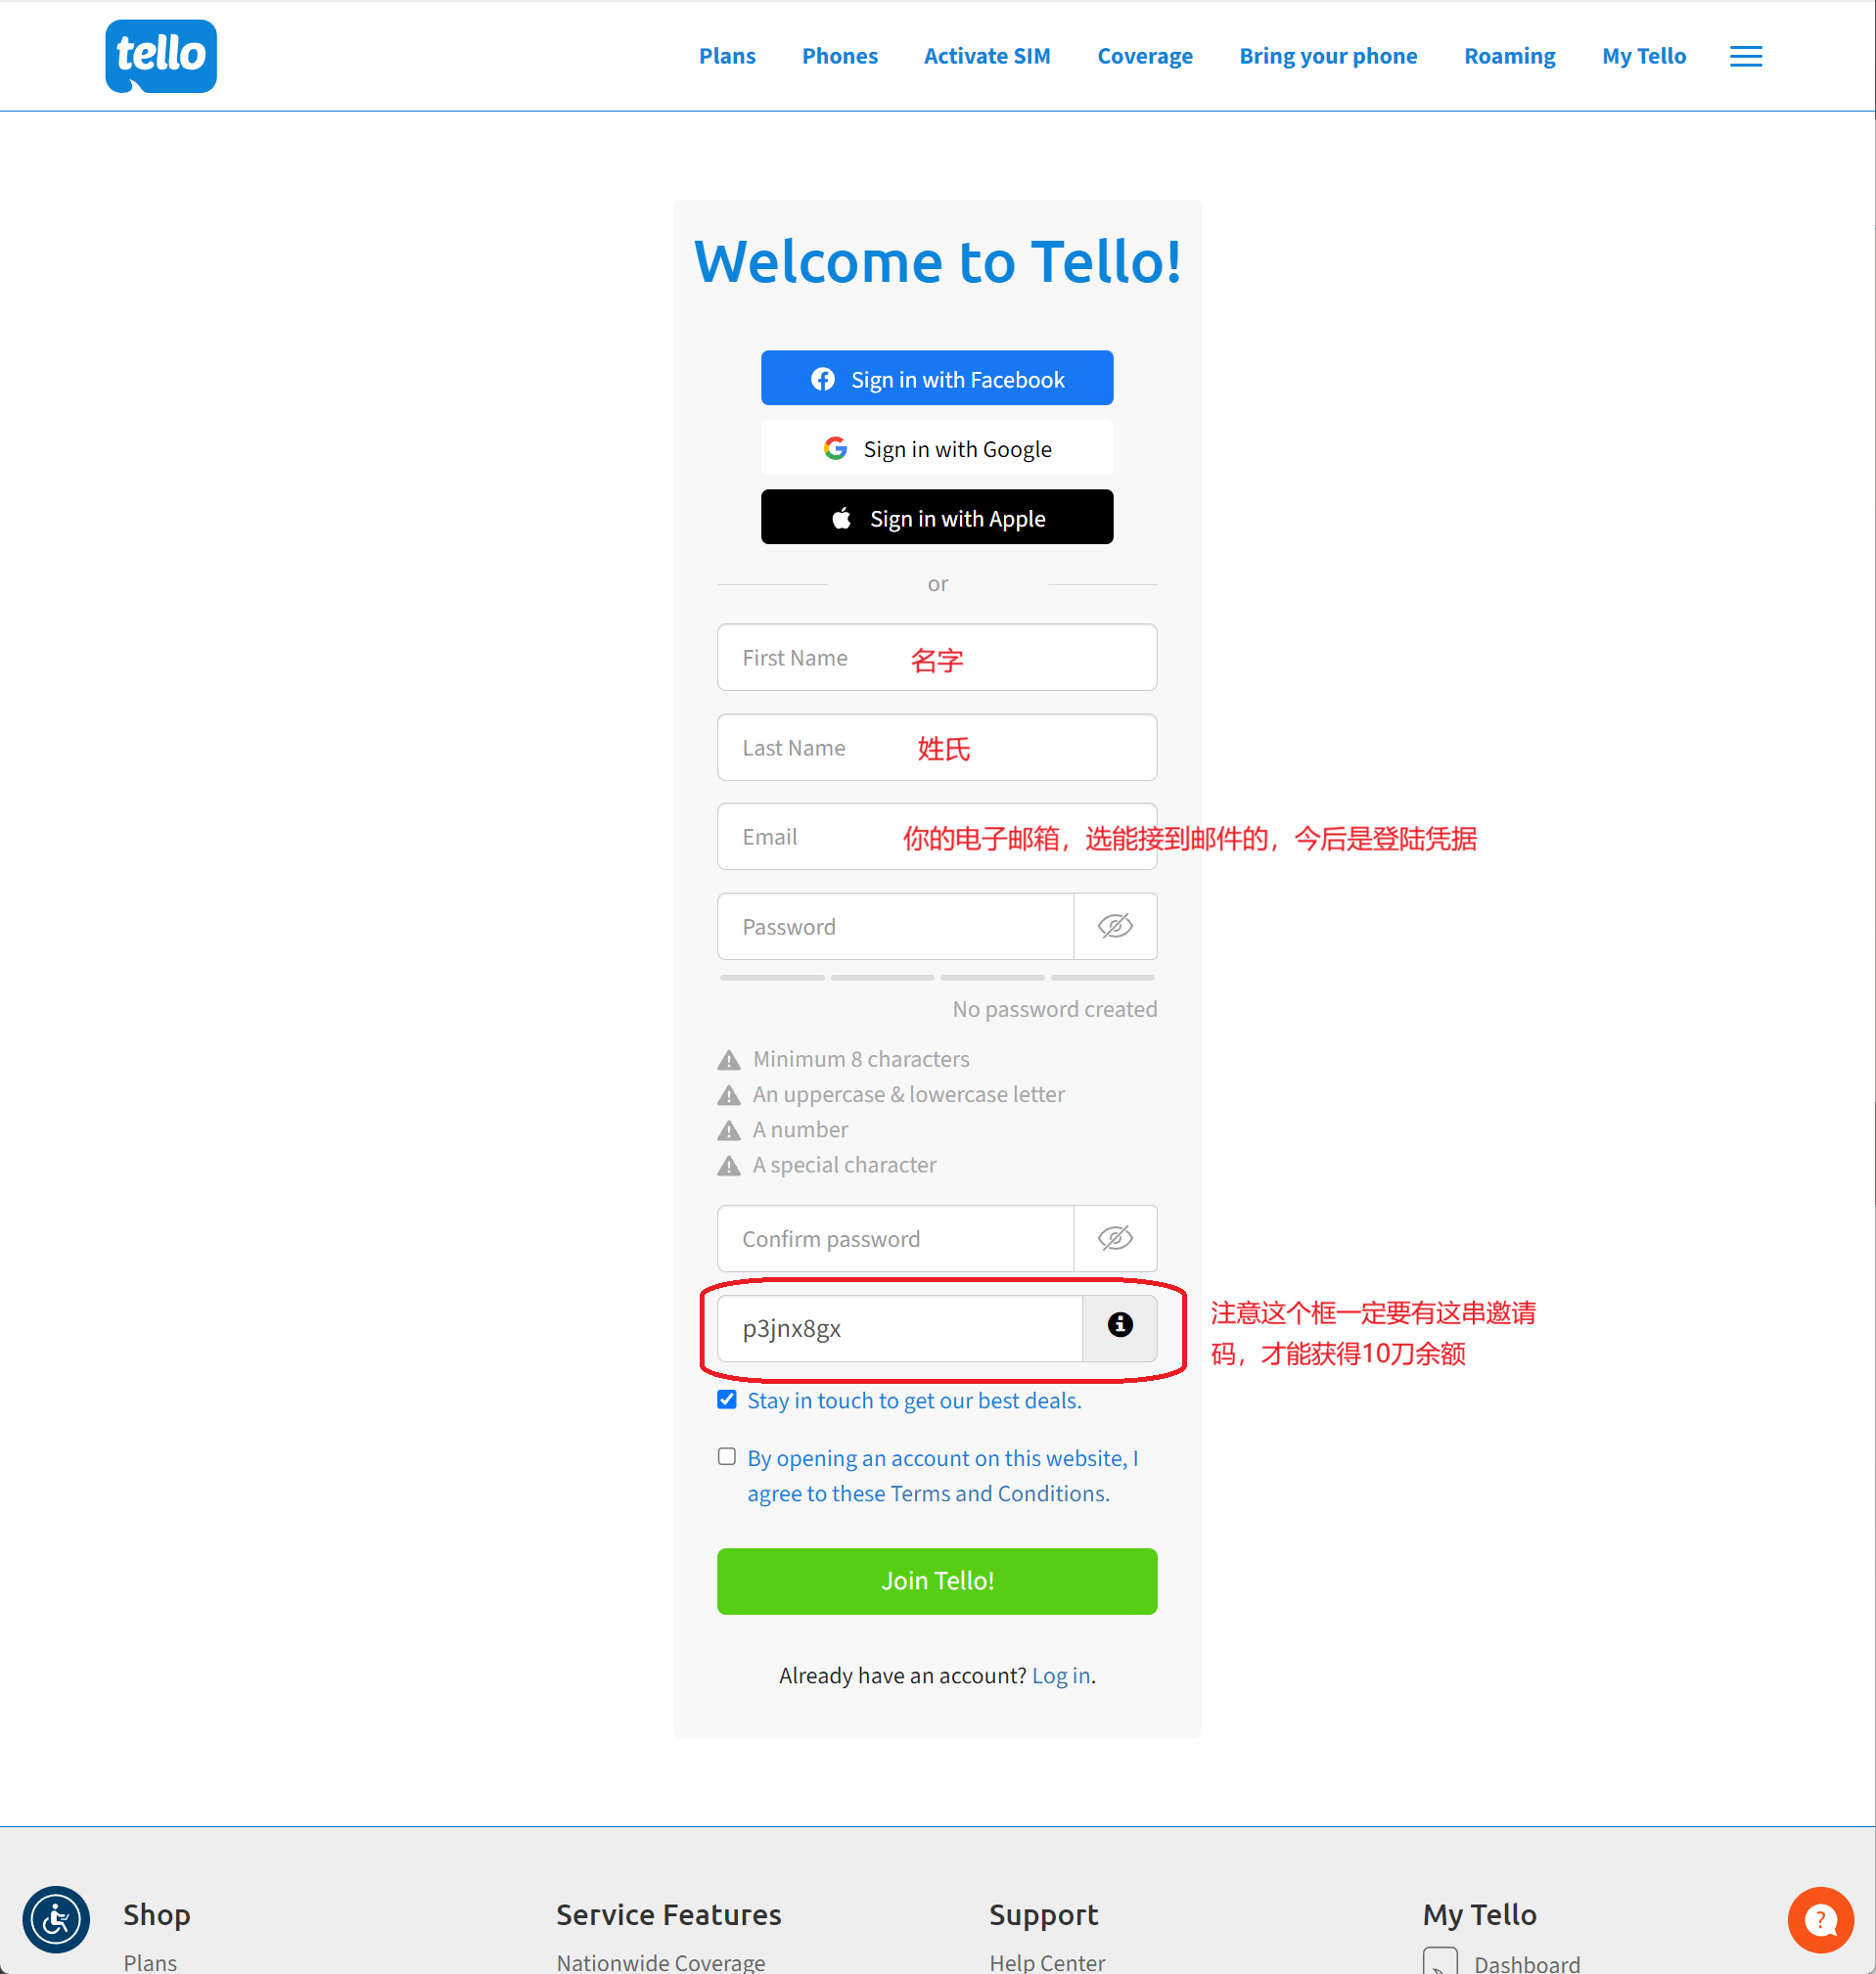 tello
Plans Phones Activate SIM Coverage Bring your phone Roaming My Tello
Welcome to Tello!
Sign in with Facebook
Sign in with Google
Sign in with Apple
or
First Name 名字
Last Name 姓氏
Email 你的电子邮箱，选能接到邮件的，今后是登陆凭据
Password
No password created
Minimum 8 characters
An uppercase & lowercase letter
A number
A special character
Confirm password
p3jnx8gx
注意这个框一定要有这串邀请
码，才能获得10刀余额
Stay in touch to get our best deals.
By opening an account on this website, I
agree to these Terms and Conditions.
Join Tello!
Already have an account? Log in.
Shop Service Features Support My Tello
Plans Nationwide Coverage Help Center Dashboard